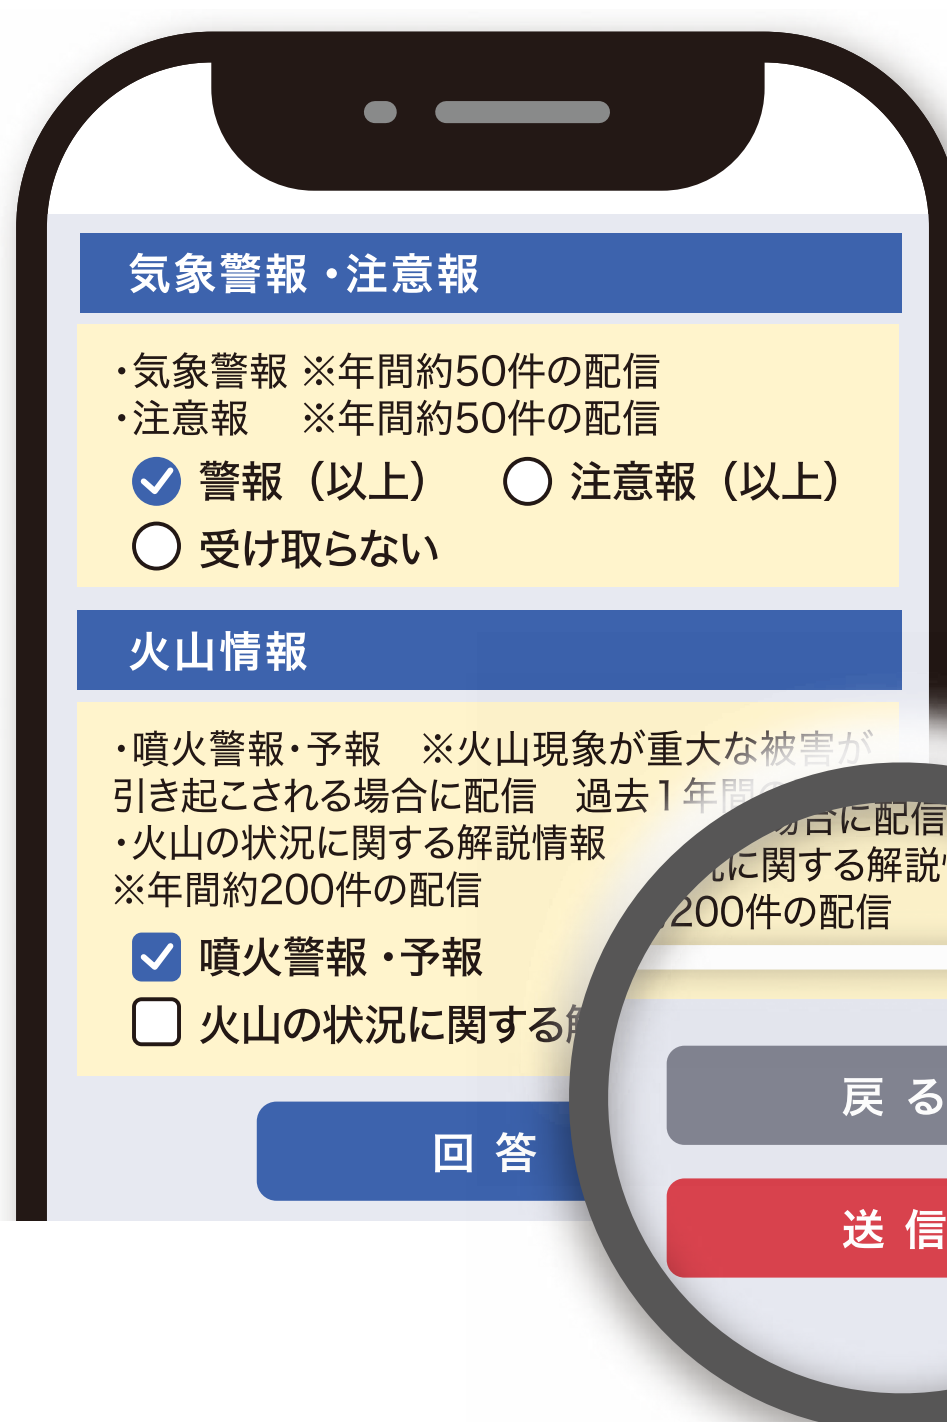 気象警報・注意報
・気象警報 ※年間約50件の配信
・注意報 ※年間約50件の配信
警報（以上） 注意報（以上）
受け取らない
火山情報
・噴火警報・予報 ※火山現象が重大な被害が
引き起こされる場合に配信 過去1年間の
・火山の状況に関する解説情報
※年間約200件の配信
噴火警報・予報
火山の状況に関する
回答
場合に配信
況に関する解説情
200件の配信
戻る
送信